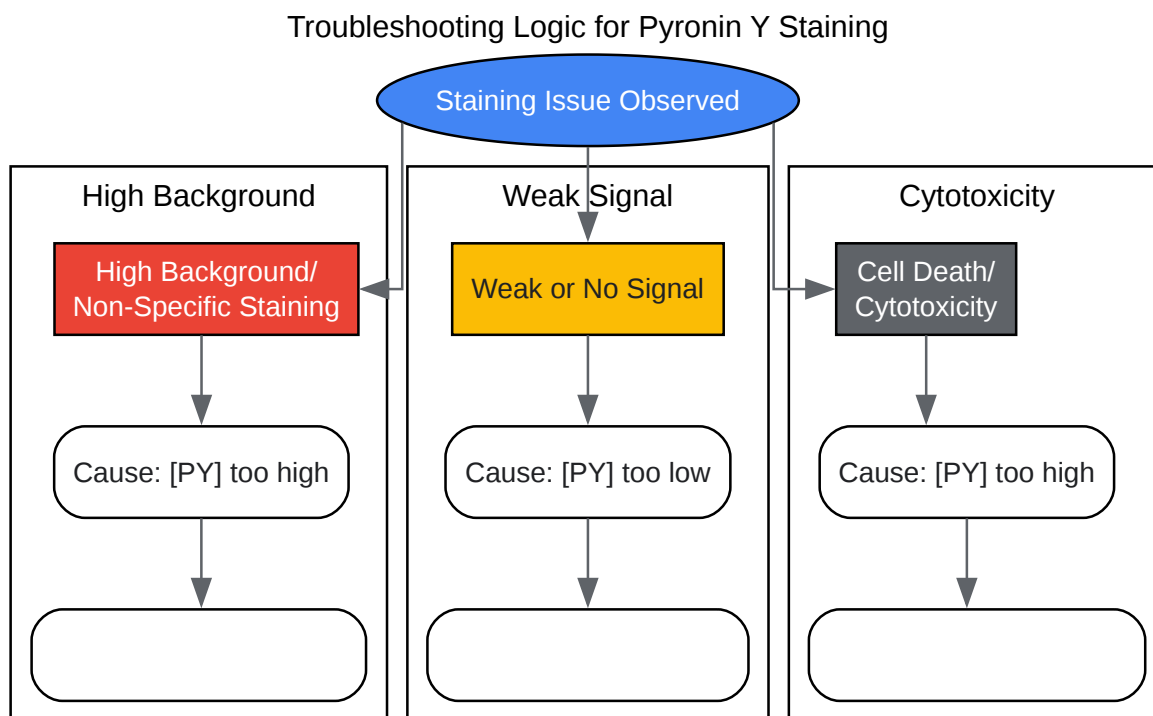 Troubleshooting Logic for Pyronin Y Staining
Staining Issue Observed
High Background
High Background/
Non-Specific Staining
Cause: [PY] too high
Weak Signal
Weak or No Signal
Cause: [PY] too low
Cytotoxicity
Cell Death/
Cytotoxicity
Cause: [PY] too high